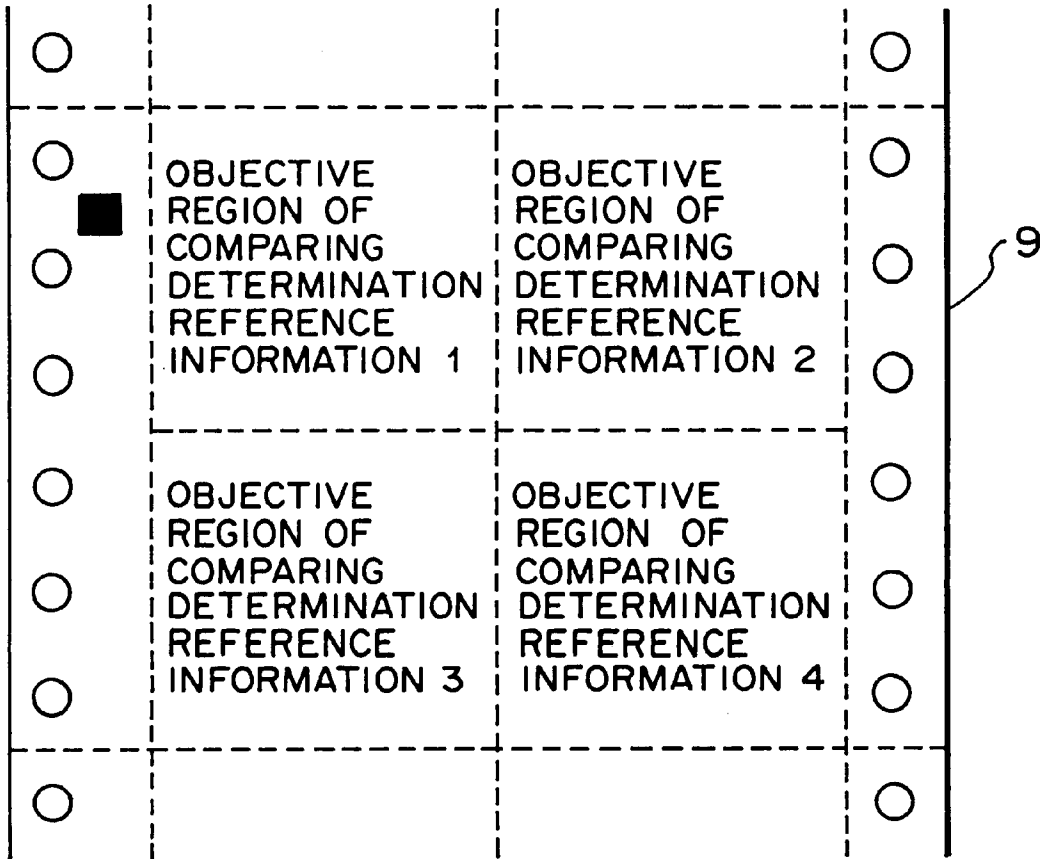 OBJECTIVE
REGION OF
COMPARING
DETERMINATION
REFERENCE
INFORMATION 1
OBJECTIVE
REGION OF
COMPARING
DETERMINATION
REFERENCE
INFORMATION 2
9
OBJECTIVE
REGION OF
COMPARING
DETERMINATION
REFERENCE
INFORMATION 3
OBJECTIVE
REGION OF
COMPARING
DETERMINATION
REFERENCE
INFORMATION 4